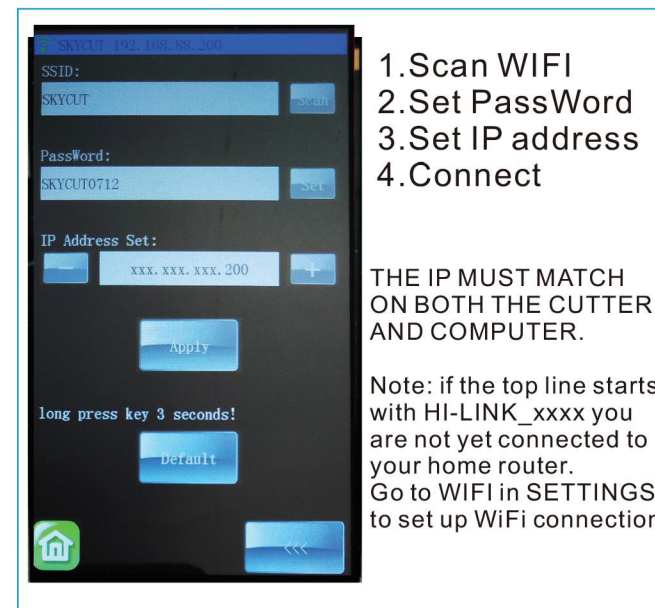 SKYCUT 192.168.88.200
SSID:
SKYCUT
Scan
PassWord:
SKYCUT0712
Set
IP Address Set:
−
xxx.xxx.xxx.200
+
Apply
long press key 3 seconds!
Default
<<<
1.Scan WIFI
2.Set PassWord
3.Set IP address
4.Connect
THE IP MUST MATCH
ON BOTH THE CUTTER
AND COMPUTER.
Note: if the top line starts
with HI-LINK_xxxx you
are not yet connected to
your home router.
Go to WIFI in SETTINGS
to set up WiFi connection